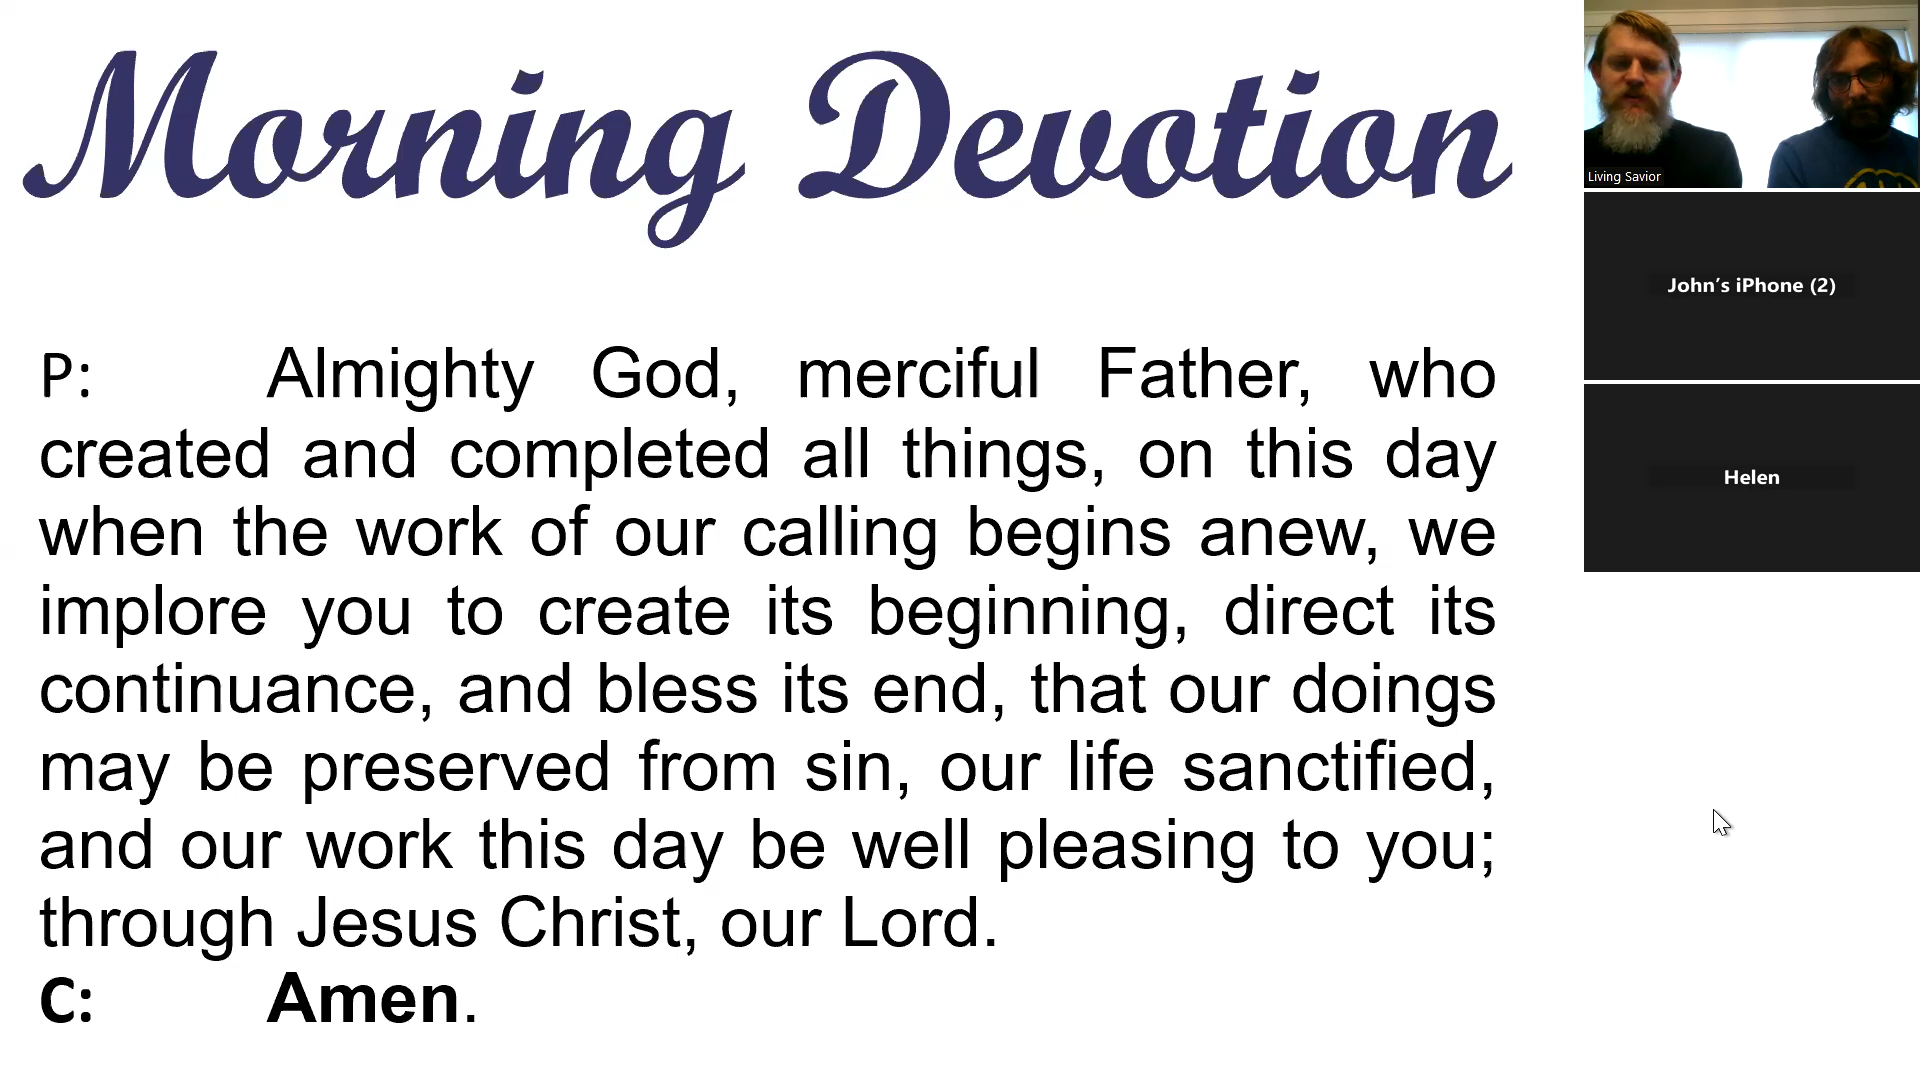 Morning Devotion
P: Almighty God, merciful Father, who
created and completed all things, on this day
when the work of our calling begins anew, we
implore you to create its beginning, direct its
continuance, and bless its end, that our doings
may be preserved from sin, our life sanctified,
and our work this day be well pleasing to you;
through Jesus Christ, our Lord.
C: Amen.
Living Savior
John’s iPhone (2)
Helen